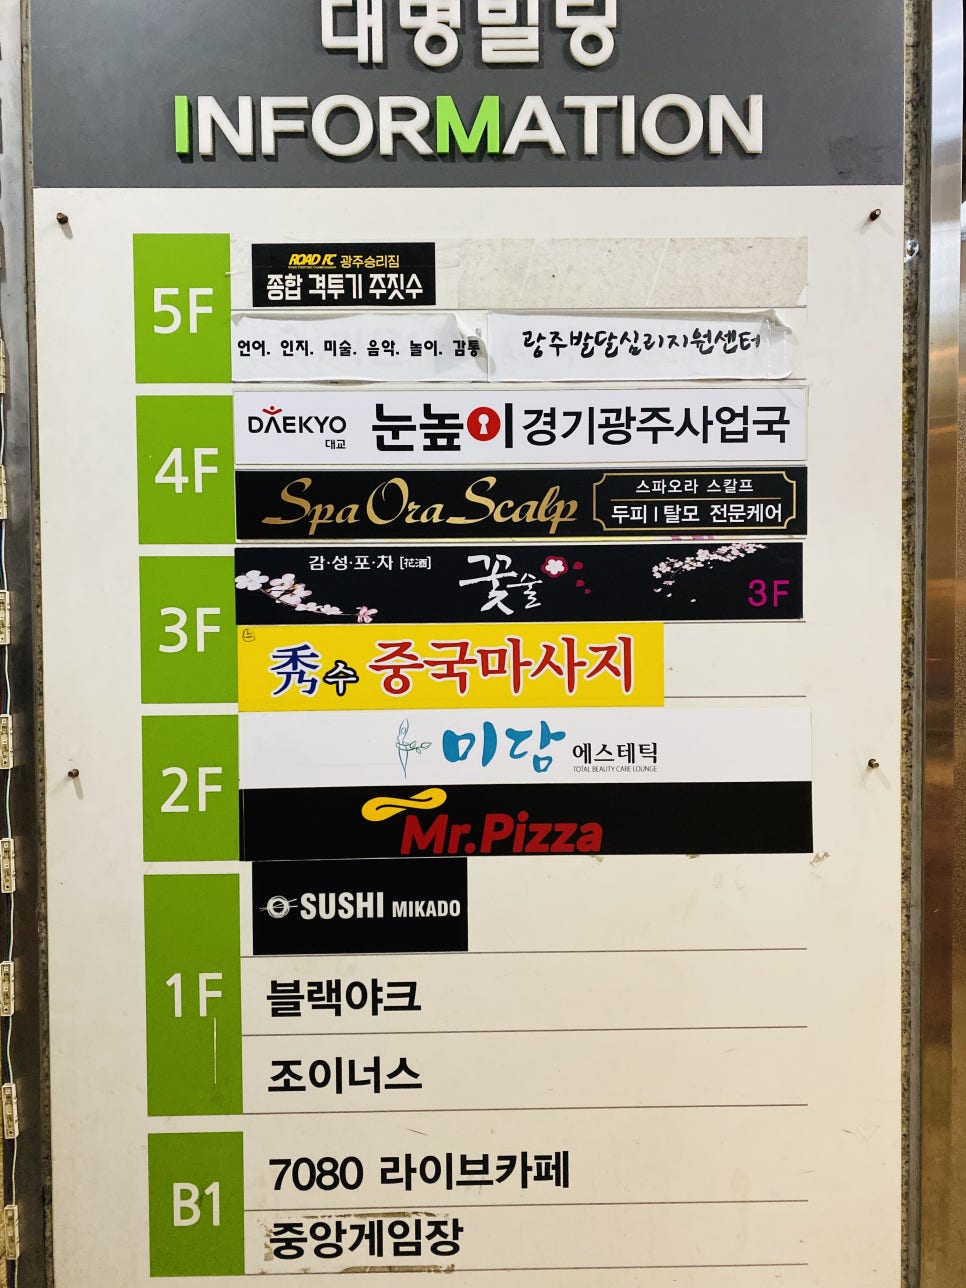 대명빌딩
INFORMATION
5F
ROAD FC 광주승리짐
종합 격투기 주짓수
언어. 인지. 미술. 음악. 놀이. 감통
광주발달심리지원센터
4F
DAEKYO
대교
눈높이 경기광주사업국
Spa Ora Scalp
스파오라 스칼프
두피 | 탈모 전문케어
3F
감·성·포·차 [花酒]
꽃술
3F
秀수 중국마사지
2F
미담 에스테틱
TOTAL BEAUTY CARE LOUNGE
Mr.Pizza
1F
SUSHI MIKADO
블랙야크
조이너스
B1
7080 라이브카페
중앙게임장